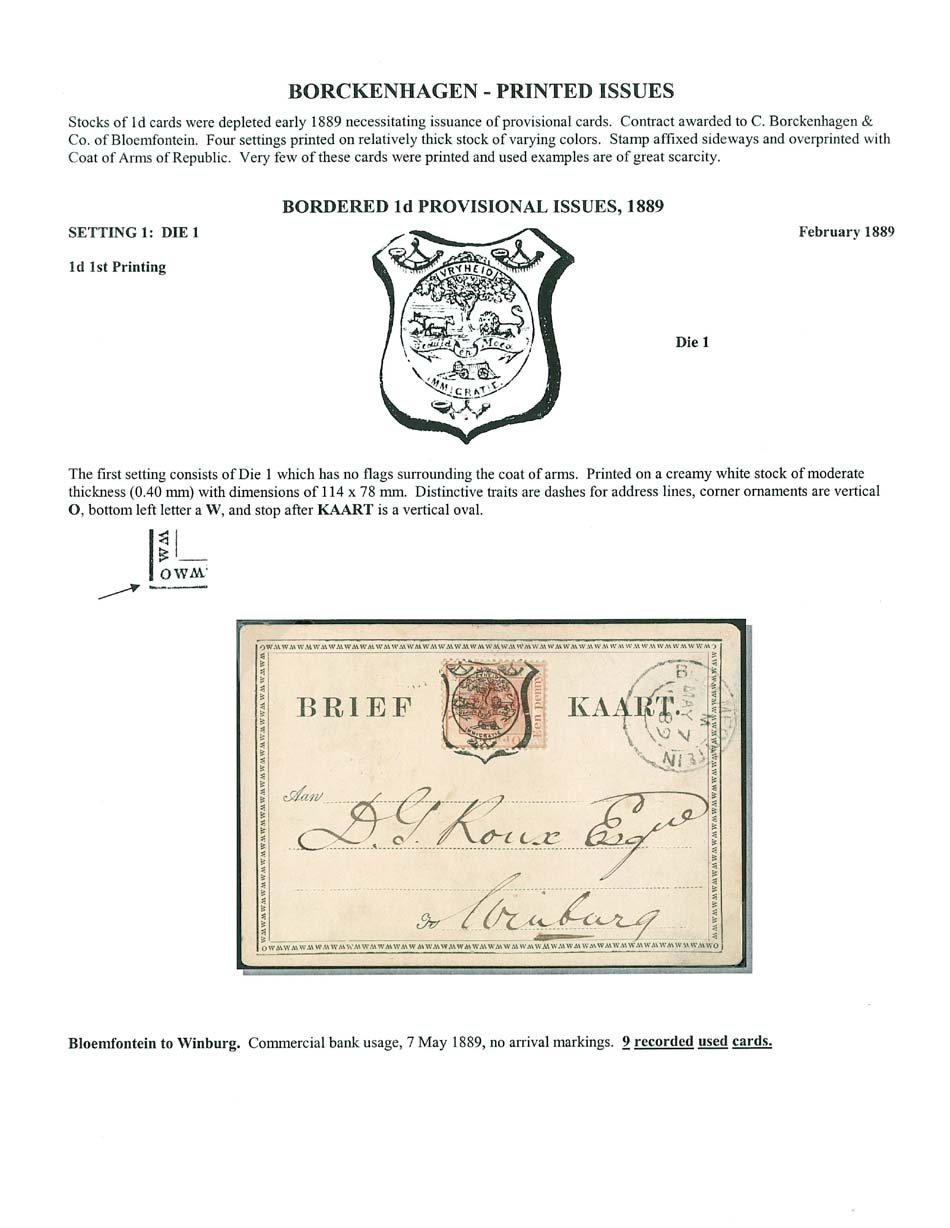 BORCKENHAGEN - PRINTED ISSUES
Stocks of 1d cards were depleted early 1889 necessitating issuance of provisional cards. Contract awarded to C. Borckenhagen &
Co. of Bloemfontein. Four settings printed on relatively thick stock of varying colors. Stamp affixed sideways and overprinted with
Coat of Arms of Republic. Very few of these cards were printed and used examples are of great scarcity.
BORDERED 1d PROVISIONAL ISSUES, 1889
SETTING 1: DIE 1
February 1889
1d 1st Printing
VRYHEID
Geduld en Moed
IMMIGRATIE.
Die 1
The first setting consists of Die 1 which has no flags surrounding the coat of arms. Printed on a creamy white stock of moderate
thickness (0.40 mm) with dimensions of 114 x 78 mm. Distinctive traits are dashes for address lines, corner ornaments are vertical
O, bottom left letter a W, and stop after KAART is a vertical oval.
WM
OWM
BRIEF KAART.
Een penny
IMMIGRATIE
MAY 7
89
Aan
D. G. Roux Esque
To Winburg
Bloemfontein to Winburg. Commercial bank usage, 7 May 1889, no arrival markings. 9 recorded used cards.